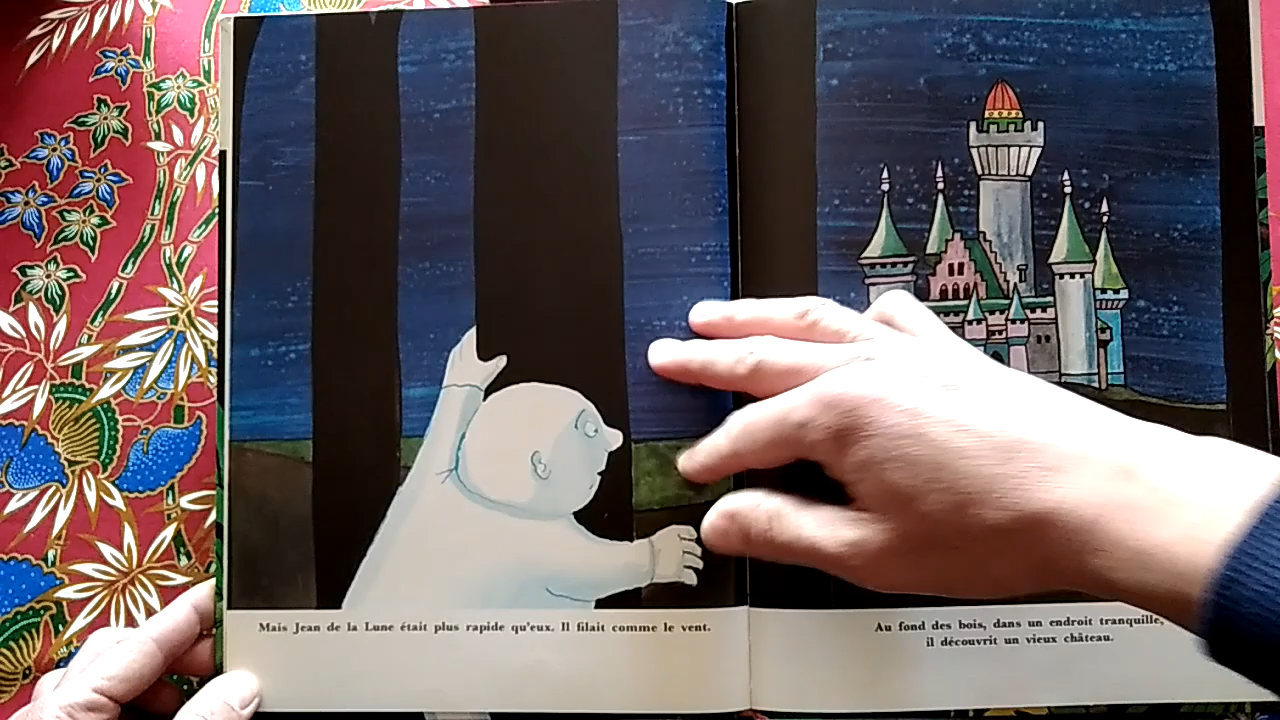 Mais Jean de la Lune était plus rapide qu'eux. Il filait comme le vent.
Au fond des bois, dans un endroit tranquille,
il découvrit un vieux château.